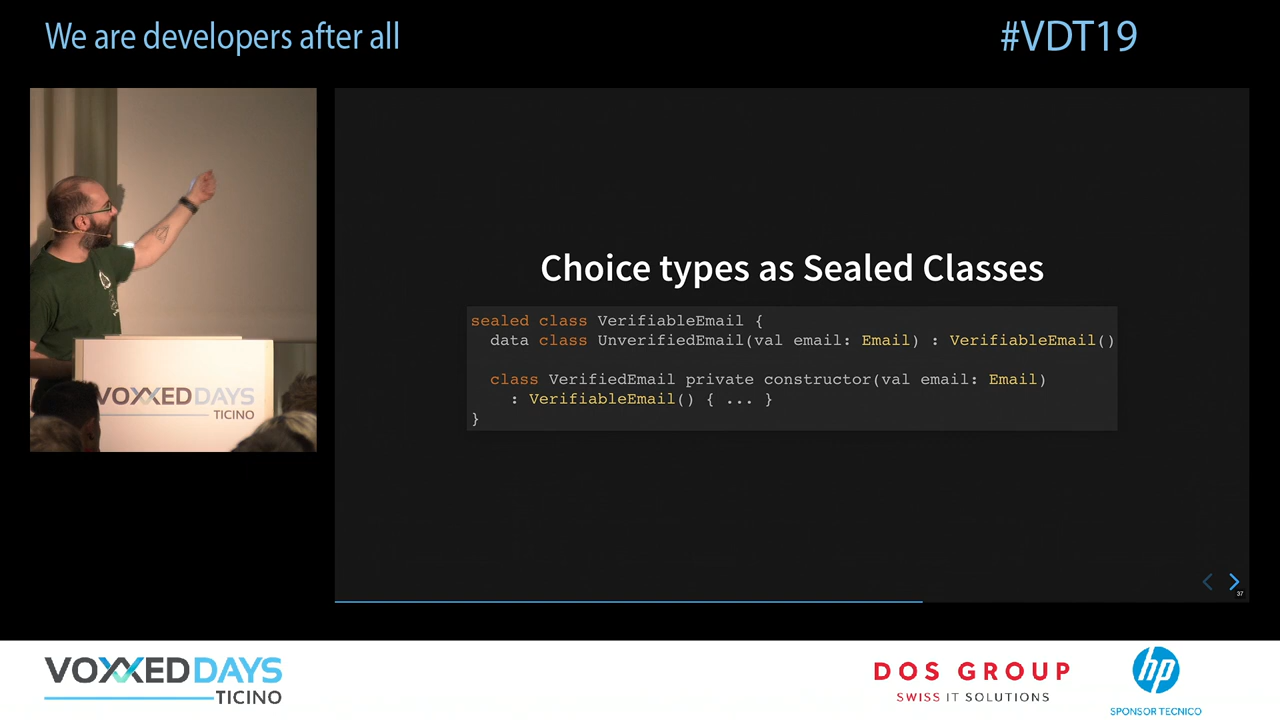 We are developers after all
#VDT19
VOXXED DAYS
TICINO
Choice types as Sealed Classes
sealed class VerifiableEmail {
data class UnverifiedEmail(val email: Email) : VerifiableEmail()
class VerifiedEmail private constructor(val email: Email)
: VerifiableEmail() { ... }
}
37
VOXXED DAYS
TICINO
DOS GROUP
SWISS IT SOLUTIONS
hp
SPONSOR TECNICO